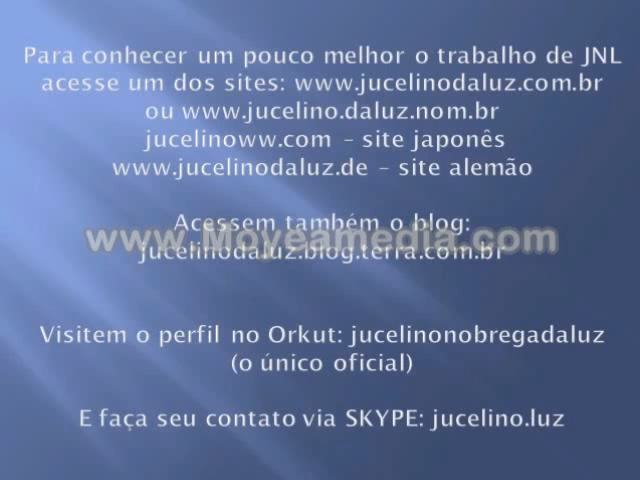 Para conhecer um pouco melhor o trabalho de JNL
acesse um dos sites: www.jucelinodaluz.com.br
ou www.jucelino.daluz.nom.br
jucelinoww.com – site japonês
www.jucelinodaluz.de – site alemão
Acessem também o blog:
www.Moyeamedia.com
jucelinodaluz.blog.terra.com.br
Visitem o perfil no Orkut: jucelinonobregadaluz
(o único oficial)
E faça seu contato via SKYPE: jucelino.luz